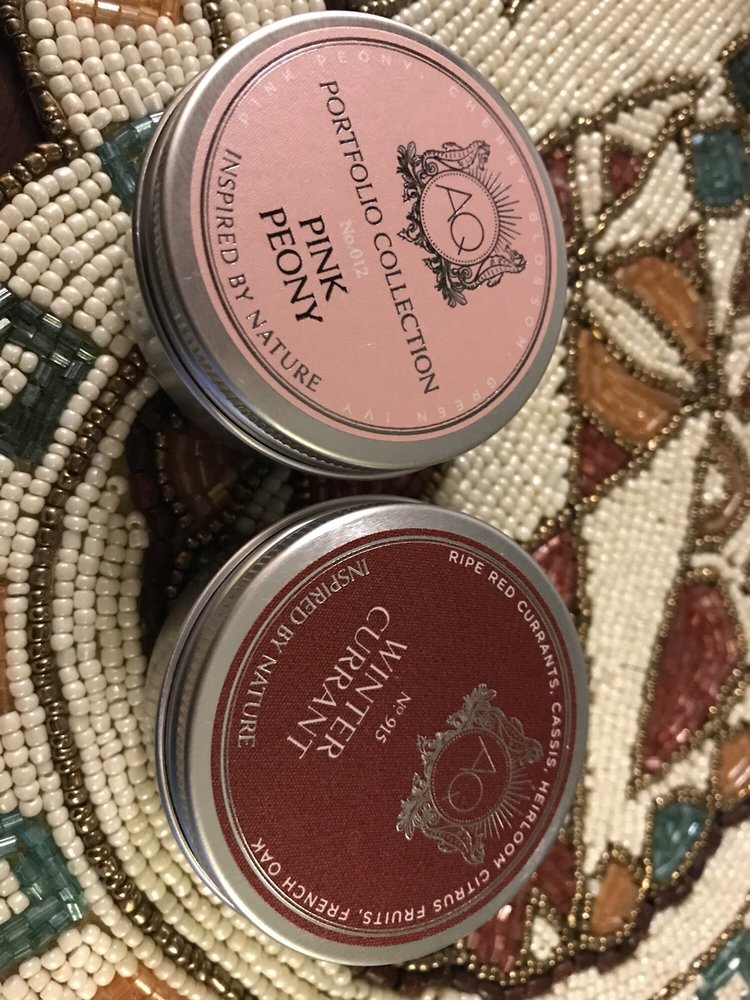 PINK PEONY, CHERRY BLOSSOM, GREEN IVY
AQ
PORTFOLIO COLLECTION
No.012
PINK
PEONY
INSPIRED BY NATURE
RIPE RED CURRANTS, CASSIS, HEIRLOOM CITRUS FRUITS, FRENCH OAK
AQ
Nº 915
WINTER
CURRANT
INSPIRED BY NATURE